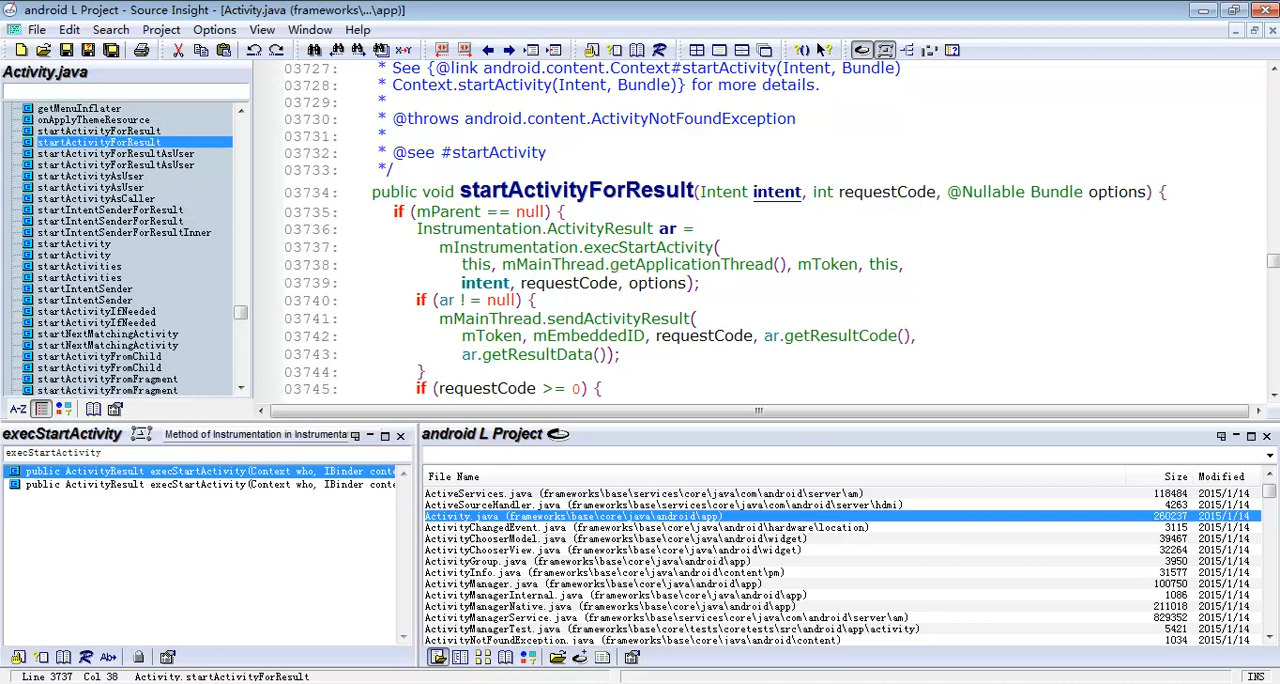 android L Project - Source Insight - [Activity.java (frameworks\...\app)]
File Edit Search Project Options View Window Help
Activity.java
getMenuInflater
onApplyThemeResource
startActivityForResult
startActivityForResult
startActivityForResultAsUser
startActivityForResultAsUser
startActivityAsUser
startActivityAsUser
startActivityAsCaller
startIntentSenderForResult
startIntentSenderForResult
startIntentSenderForResultInner
startActivity
startActivity
startActivities
startActivities
startIntentSender
startIntentSender
startActivityIfNeeded
startActivityIfNeeded
startNextMatchingActivity
startNextMatchingActivity
startActivityFromChild
startActivityFromChild
startActivityFromFragment
startActivityFromFragment
A-Z
03727: * See {@link android.content.Context#startActivity(Intent, Bundle)
03728: * Context.startActivity(Intent, Bundle)} for more details.
03729: *
03730: * @throws android.content.ActivityNotFoundException
03731: *
03732: * @see #startActivity
03733: */
03734: public void startActivityForResult(Intent intent, int requestCode, @Nullable Bundle options) {
03735: if (mParent == null) {
03736: Instrumentation.ActivityResult ar =
03737: mInstrumentation.execStartActivity(
03738: this, mMainThread.getApplicationThread(), mToken, this,
03739: intent, requestCode, options);
03740: if (ar != null) {
03741: mMainThread.sendActivityResult(
03742: mToken, mEmbeddedID, requestCode, ar.getResultCode(),
03743: ar.getResultData());
03744: }
03745: if (requestCode >= 0) {
execStartActivity Method of Instrumentation in Instrumenta
execStartActivity
public ActivityResult execStartActivity(Context who, IBinder cont
public ActivityResult execStartActivity(Context who, IBinder conte
android L Project
File Name Size Modified
ActiveServices.java (frameworks\base\services\core\java\com\android\server\am) 118484 2015/1/14
ActiveSourceHandler.java (frameworks\base\services\core\java\com\android\server\hdmi) 4263 2015/1/14
Activity.java (frameworks\base\core\java\android\app) 260237 2015/1/14
ActivityChangedEvent.java (frameworks\base\core\java\android\hardware\location) 3115 2015/1/14
ActivityChooserModel.java (frameworks\base\core\java\android\widget) 39467 2015/1/14
ActivityChooserView.java (frameworks\base\core\java\android\widget) 32264 2015/1/14
ActivityGroup.java (frameworks\base\core\java\android\app) 3950 2015/1/14
ActivityInfo.java (frameworks\base\core\java\android\content\pm) 31577 2015/1/14
ActivityManager.java (frameworks\base\core\java\android\app) 100750 2015/1/14
ActivityManagerInternal.java (frameworks\base\core\java\android\app) 1086 2015/1/14
ActivityManagerNative.java (frameworks\base\core\java\android\app) 211018 2015/1/14
ActivityManagerService.java (frameworks\base\services\core\java\com\android\server\am) 829352 2015/1/14
ActivityManagerTest.java (frameworks\base\core\tests\coretests\src\android\app\activity) 5421 2015/1/14
ActivityNotFoundException.java (frameworks\base\core\java\android\content) 1034 2015/1/14
Line 3737 Col 38 Activity.startActivityForResult INS